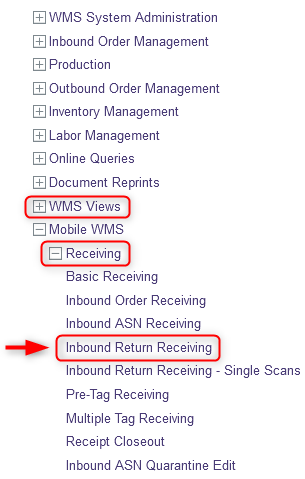 WMS System Administration
Inbound Order Management
Production
Outbound Order Management
Inventory Management
Labor Management
Online Queries
Document Reprints
WMS Views
Mobile WMS
Receiving
Basic Receiving
Inbound Order Receiving
Inbound ASN Receiving
Inbound Return Receiving
Inbound Return Receiving - Single Scans
Pre-Tag Receiving
Multiple Tag Receiving
Receipt Closeout
Inbound ASN Quarantine Edit